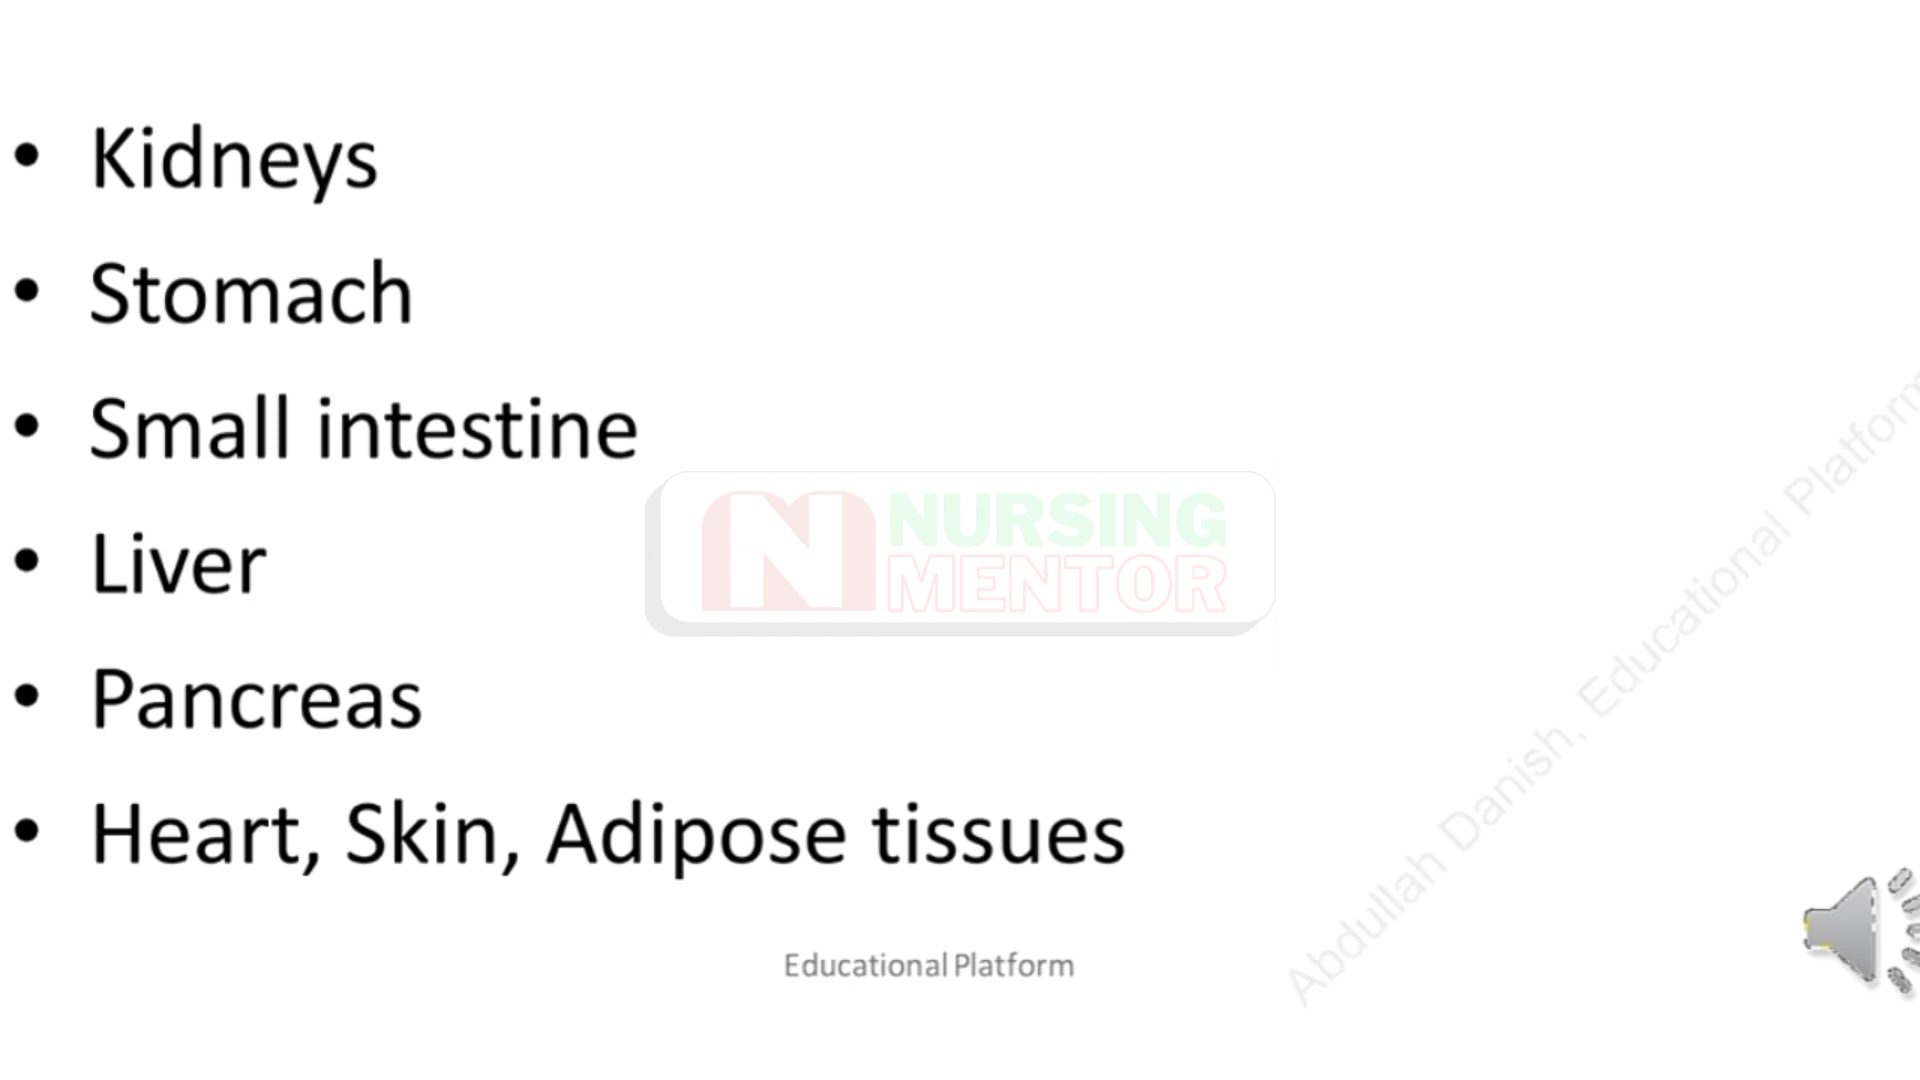 • Kidneys
• Stomach
• Small intestine
• Liver
• Pancreas
• Heart, Skin, Adipose tissues
NURSING
MENTOR
Abdullah Danish, Educational Platform
Educational Platform